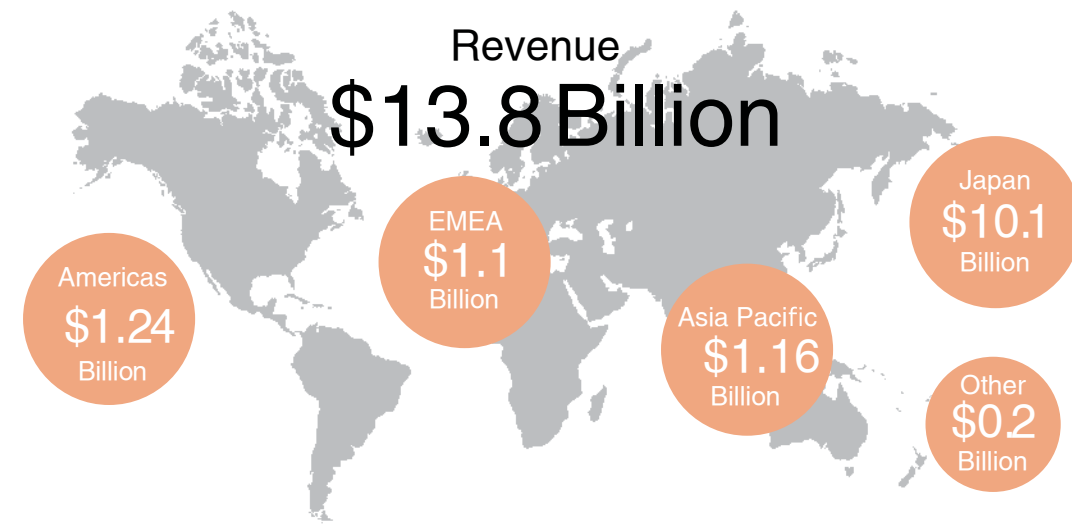 Revenue
$13.8 Billion
Americas
$1.24
Billion
EMEA
$1.1
Billion
Asia Pacific
$1.16
Billion
Japan
$10.1
Billion
Other
$0.2
Billion